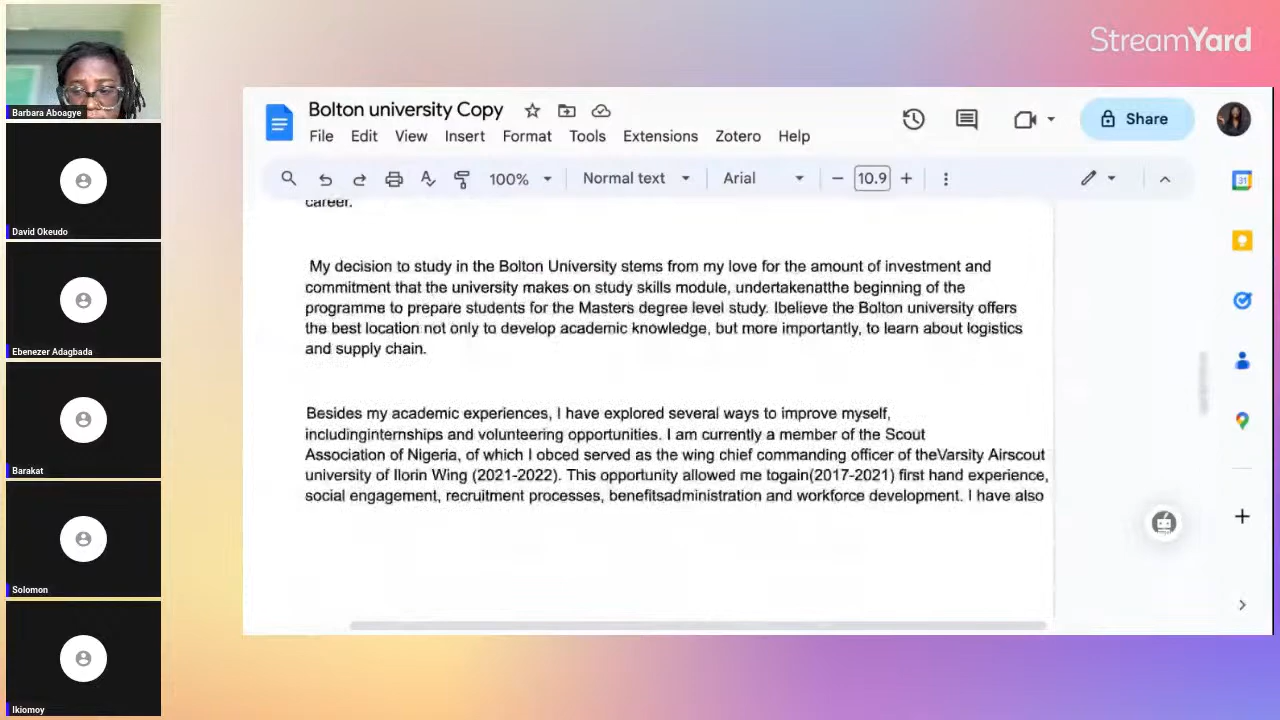 StreamYard
Barbara Aboagye
David Okeudo
Ebenezer Adagbada
Barakat
Solomon
Ikiomoy
Bolton university Copy
File Edit View Insert Format Tools Extensions Zotero Help
Share
100% Normal text Arial 10.9
career.
My decision to study in the Bolton University stems from my love for the amount of investment and
commitment that the university makes on study skills module, undertakenatthe beginning of the
programme to prepare students for the Masters degree level study. Ibelieve the Bolton university offers
the best location not only to develop academic knowledge, but more importantly, to learn about logistics
and supply chain.
Besides my academic experiences, I have explored several ways to improve myself,
includinginternships and volunteering opportunities. I am currently a member of the Scout
Association of Nigeria, of which I obced served as the wing chief commanding officer of theVarsity Airscout
university of Ilorin Wing (2021-2022). This opportunity allowed me togain(2017-2021) first hand experience,
social engagement, recruitment processes, benefitsadministration and workforce development. I have also
31